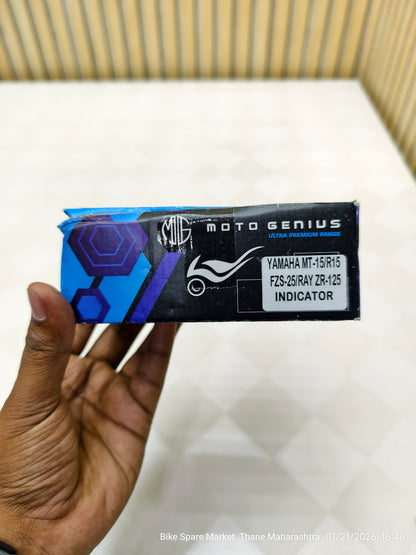 MG
MOTO GENIUS
ULTRA PREMIUM RANGE
YAMAHA MT-15/R15
FZS-25/RAY ZR-125
INDICATOR
Bike Spare Market Thane Maharashtra 01/21/2026, 16:46